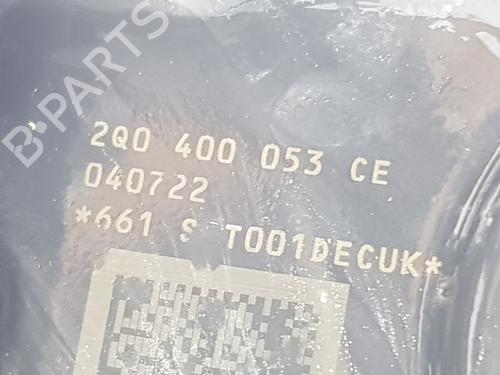 B-PARTS
2Q0 400 053 CE
040722
*661 S T001DECUK*